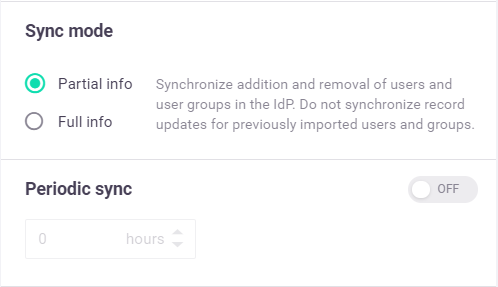 Sync mode
Partial info
Full info
Synchronize addition and removal of users and
user groups in the IdP. Do not synchronize record
updates for previously imported users and groups.
Periodic sync
OFF
0 hours